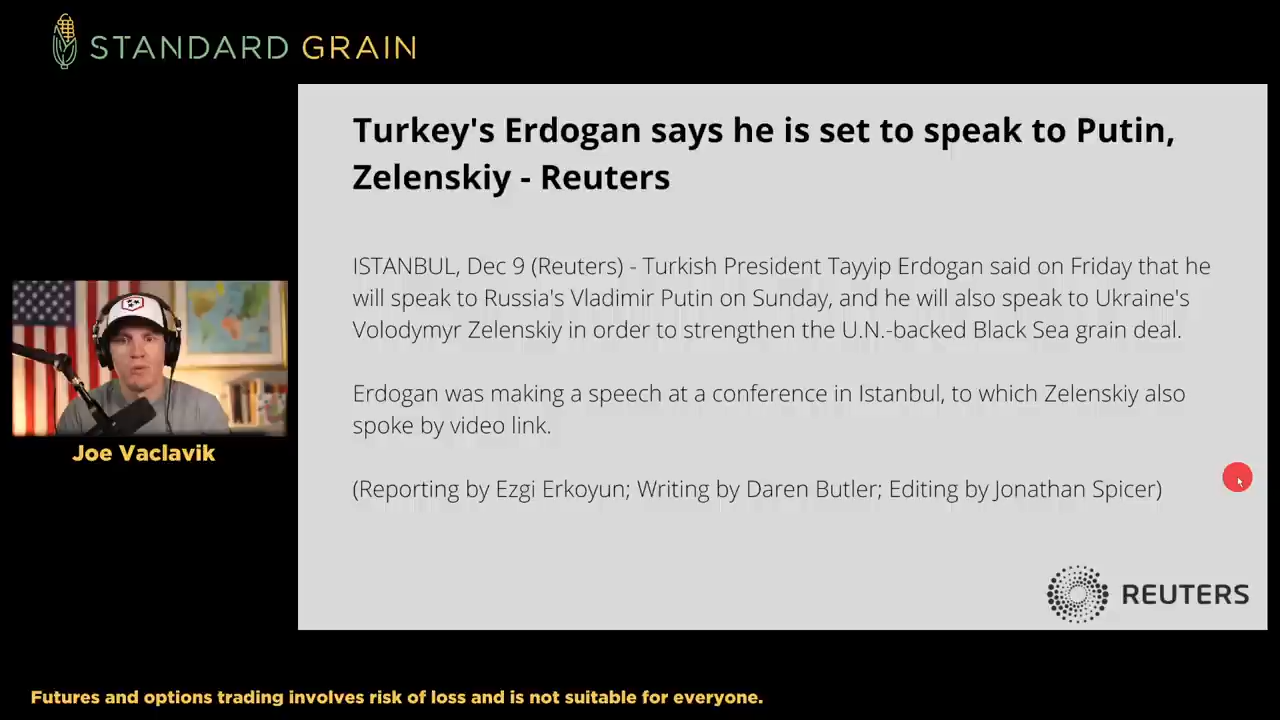 STANDARD GRAIN
Turkey's Erdogan says he is set to speak to Putin,
Zelenskiy - Reuters
ISTANBUL, Dec 9 (Reuters) - Turkish President Tayyip Erdogan said on Friday that he
will speak to Russia's Vladimir Putin on Sunday, and he will also speak to Ukraine's
Volodymyr Zelenskiy in order to strengthen the U.N.-backed Black Sea grain deal.
Erdogan was making a speech at a conference in Istanbul, to which Zelenskiy also
spoke by video link.
(Reporting by Ezgi Erkoyun; Writing by Daren Butler; Editing by Jonathan Spicer)
REUTERS
Joe Vaclavik
Futures and options trading involves risk of loss and is not suitable for everyone.